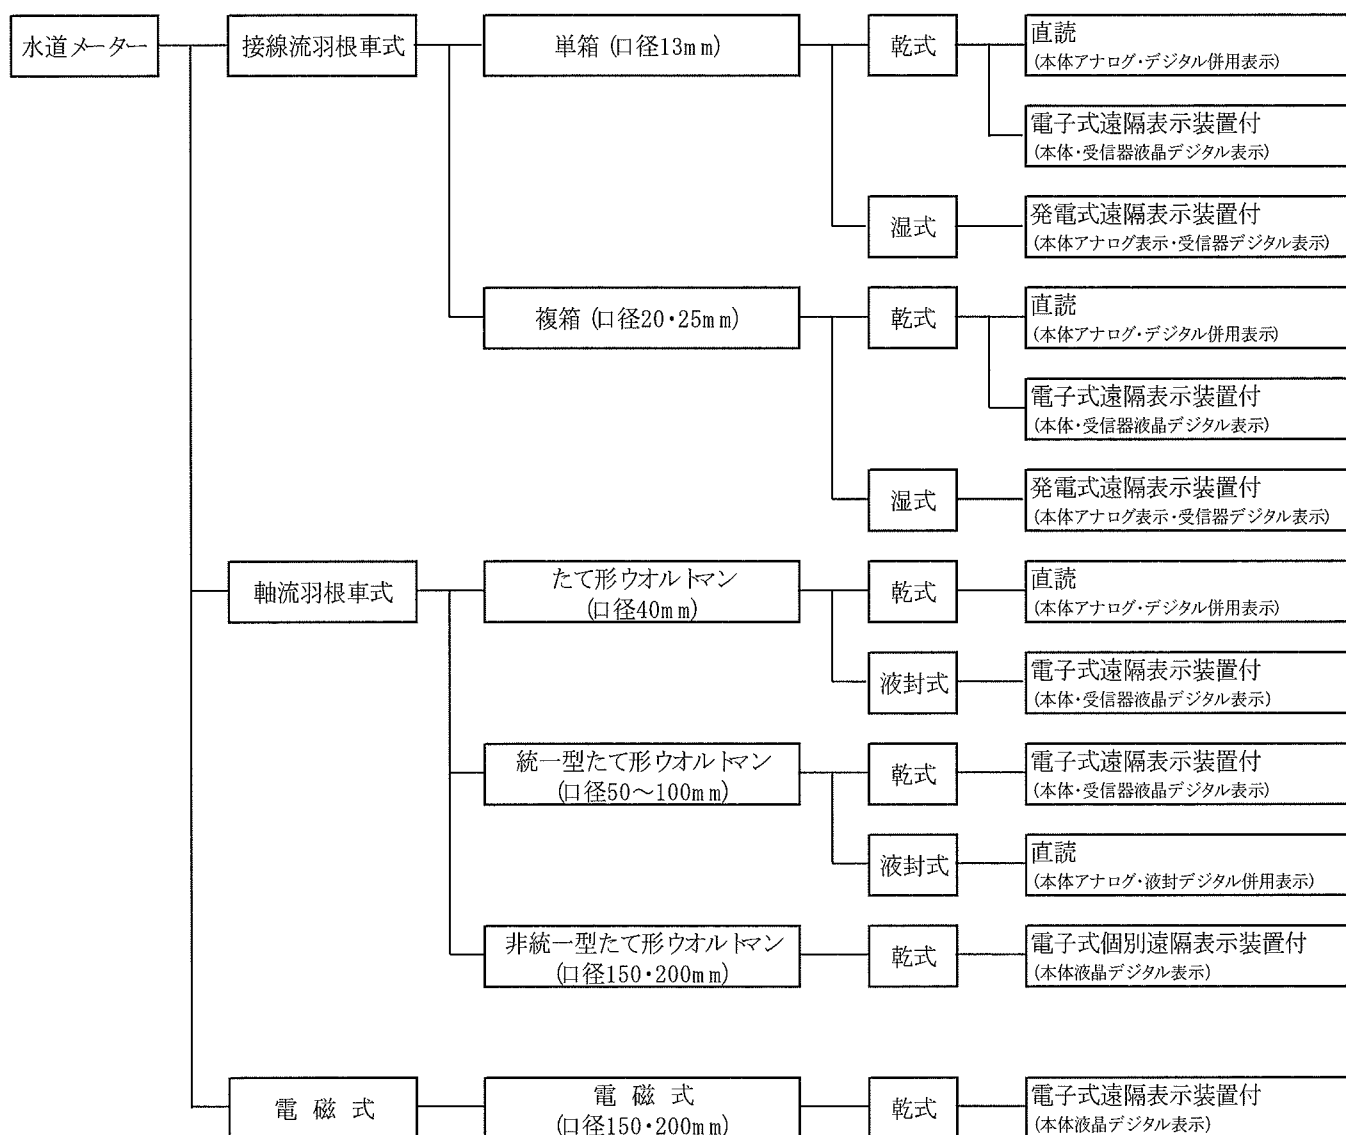 水道メーター
接線流羽根車式
単箱 (口径13mm)
乾式
直読
(本体アナログ・デジタル併用表示)
電子式遠隔表示装置付
(本体・受信器液晶デジタル表示)
湿式
発電式遠隔表示装置付
(本体アナログ表示・受信器デジタル表示)
複箱 (口径20・25mm)
乾式
直読
(本体アナログ・デジタル併用表示)
電子式遠隔表示装置付
(本体・受信器液晶デジタル表示)
湿式
発電式遠隔表示装置付
(本体アナログ表示・受信器デジタル表示)
軸流羽根車式
たて形ウオルトマン
(口径40mm)
乾式
直読
(本体アナログ・デジタル併用表示)
液封式
電子式遠隔表示装置付
(本体・受信器液晶デジタル表示)
統一型たて形ウオルトマン
(口径50～100mm)
乾式
電子式遠隔表示装置付
(本体・受信器液晶デジタル表示)
液封式
直読
(本体アナログ・液封デジタル併用表示)
非統一型たて形ウオルトマン
(口径150・200mm)
乾式
電子式個別遠隔表示装置付
(本体液晶デジタル表示)
電 磁 式
電 磁 式
(口径150・200mm)
乾式
電子式遠隔表示装置付
(本体液晶デジタル表示)